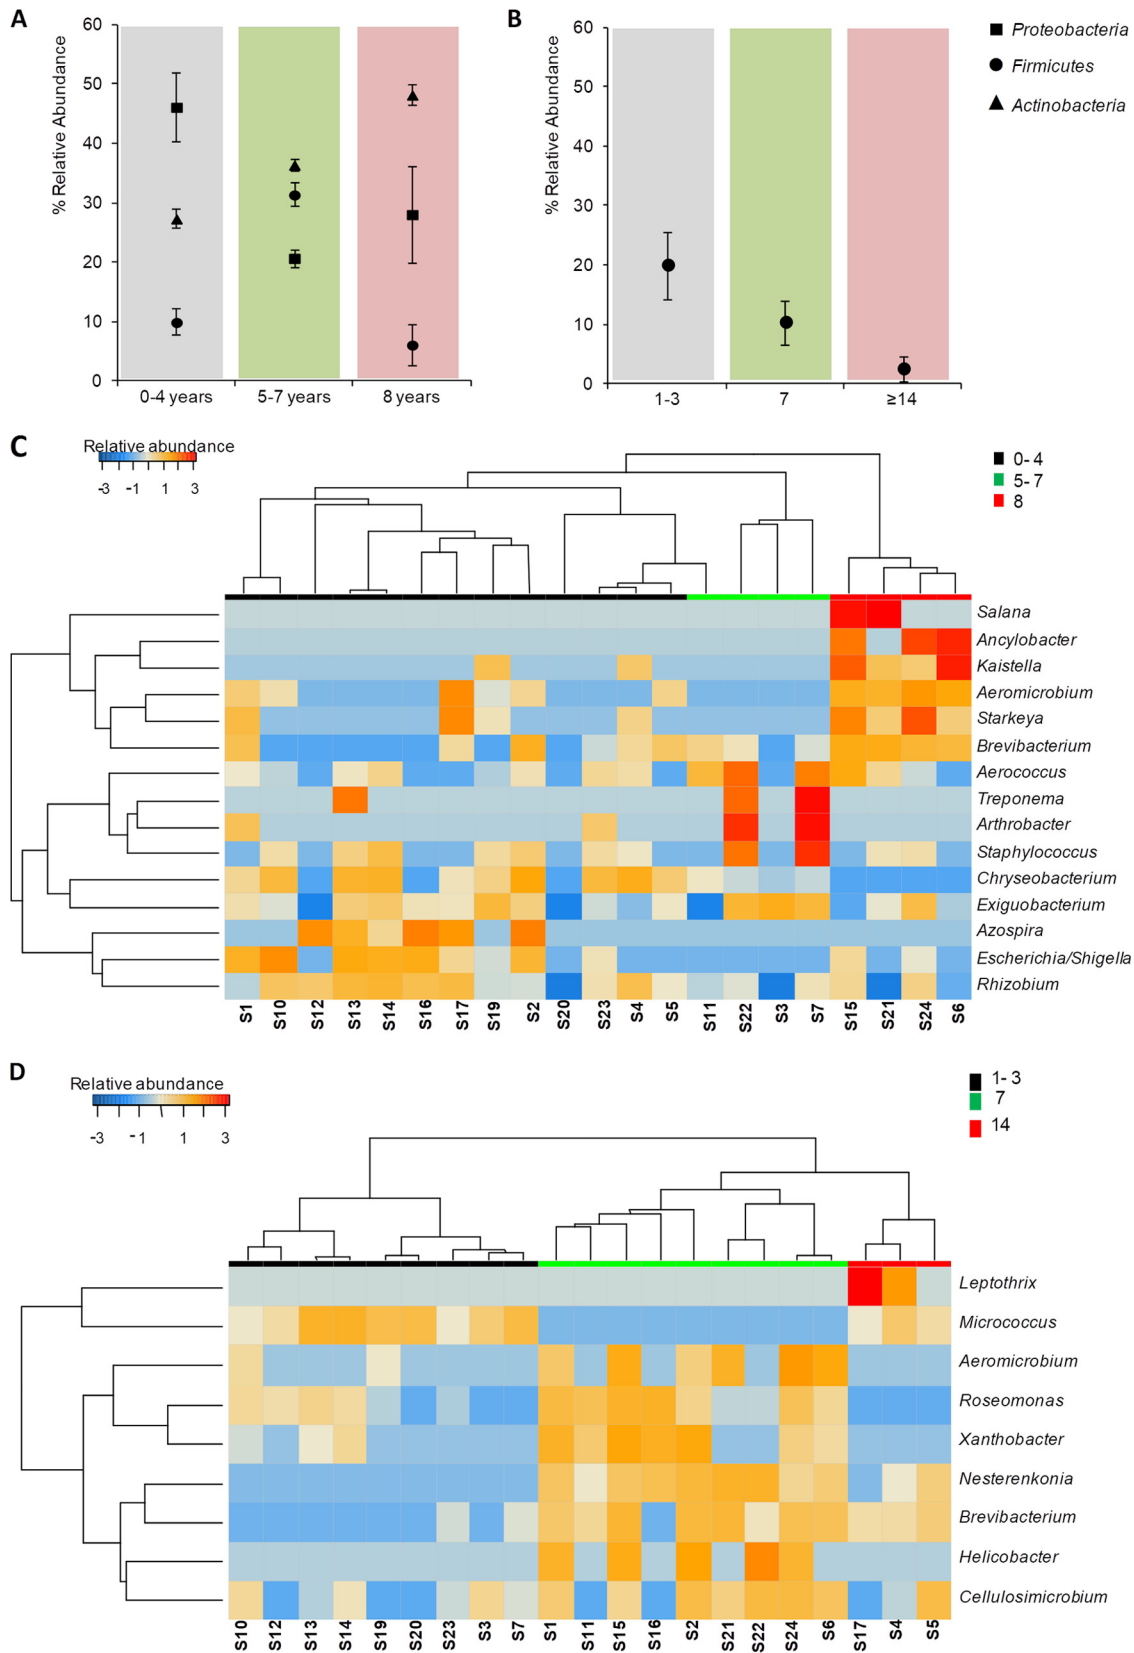 A
% Relative Abundance
60
50
40
30
20
10
0
0-4 years
5-7 years
8 years
B
% Relative Abundance
60
50
40
30
20
10
0
1-3
7
≥14
Proteobacteria
Firmicutes
Actinobacteria
C
Relative abundance
-3 -1 1 3
0-4
5-7
8
Salana
Ancylobacter
Kaistella
Aeromicrobium
Starkeya
Brevibacterium
Aerococcus
Treponema
Arthrobacter
Staphylococcus
Chryseobacterium
Exiguobacterium
Azospira
Escherichia/Shigella
Rhizobium
S1 S10 S12 S13 S14 S16 S17 S19 S2 S20 S23 S4 S5 S11 S22 S3 S7 S15 S21 S24 S6
D
Relative abundance
-3 -1 1 3
1-3
7
14
Leptothrix
Micrococcus
Aeromicrobium
Roseomonas
Xanthobacter
Nesterenkonia
Brevibacterium
Helicobacter
Cellulosimicrobium
S10 S12 S13 S14 S19 S20 S23 S3 S7 S1 S11 S15 S16 S2 S21 S22 S24 S6 S17 S4 S5